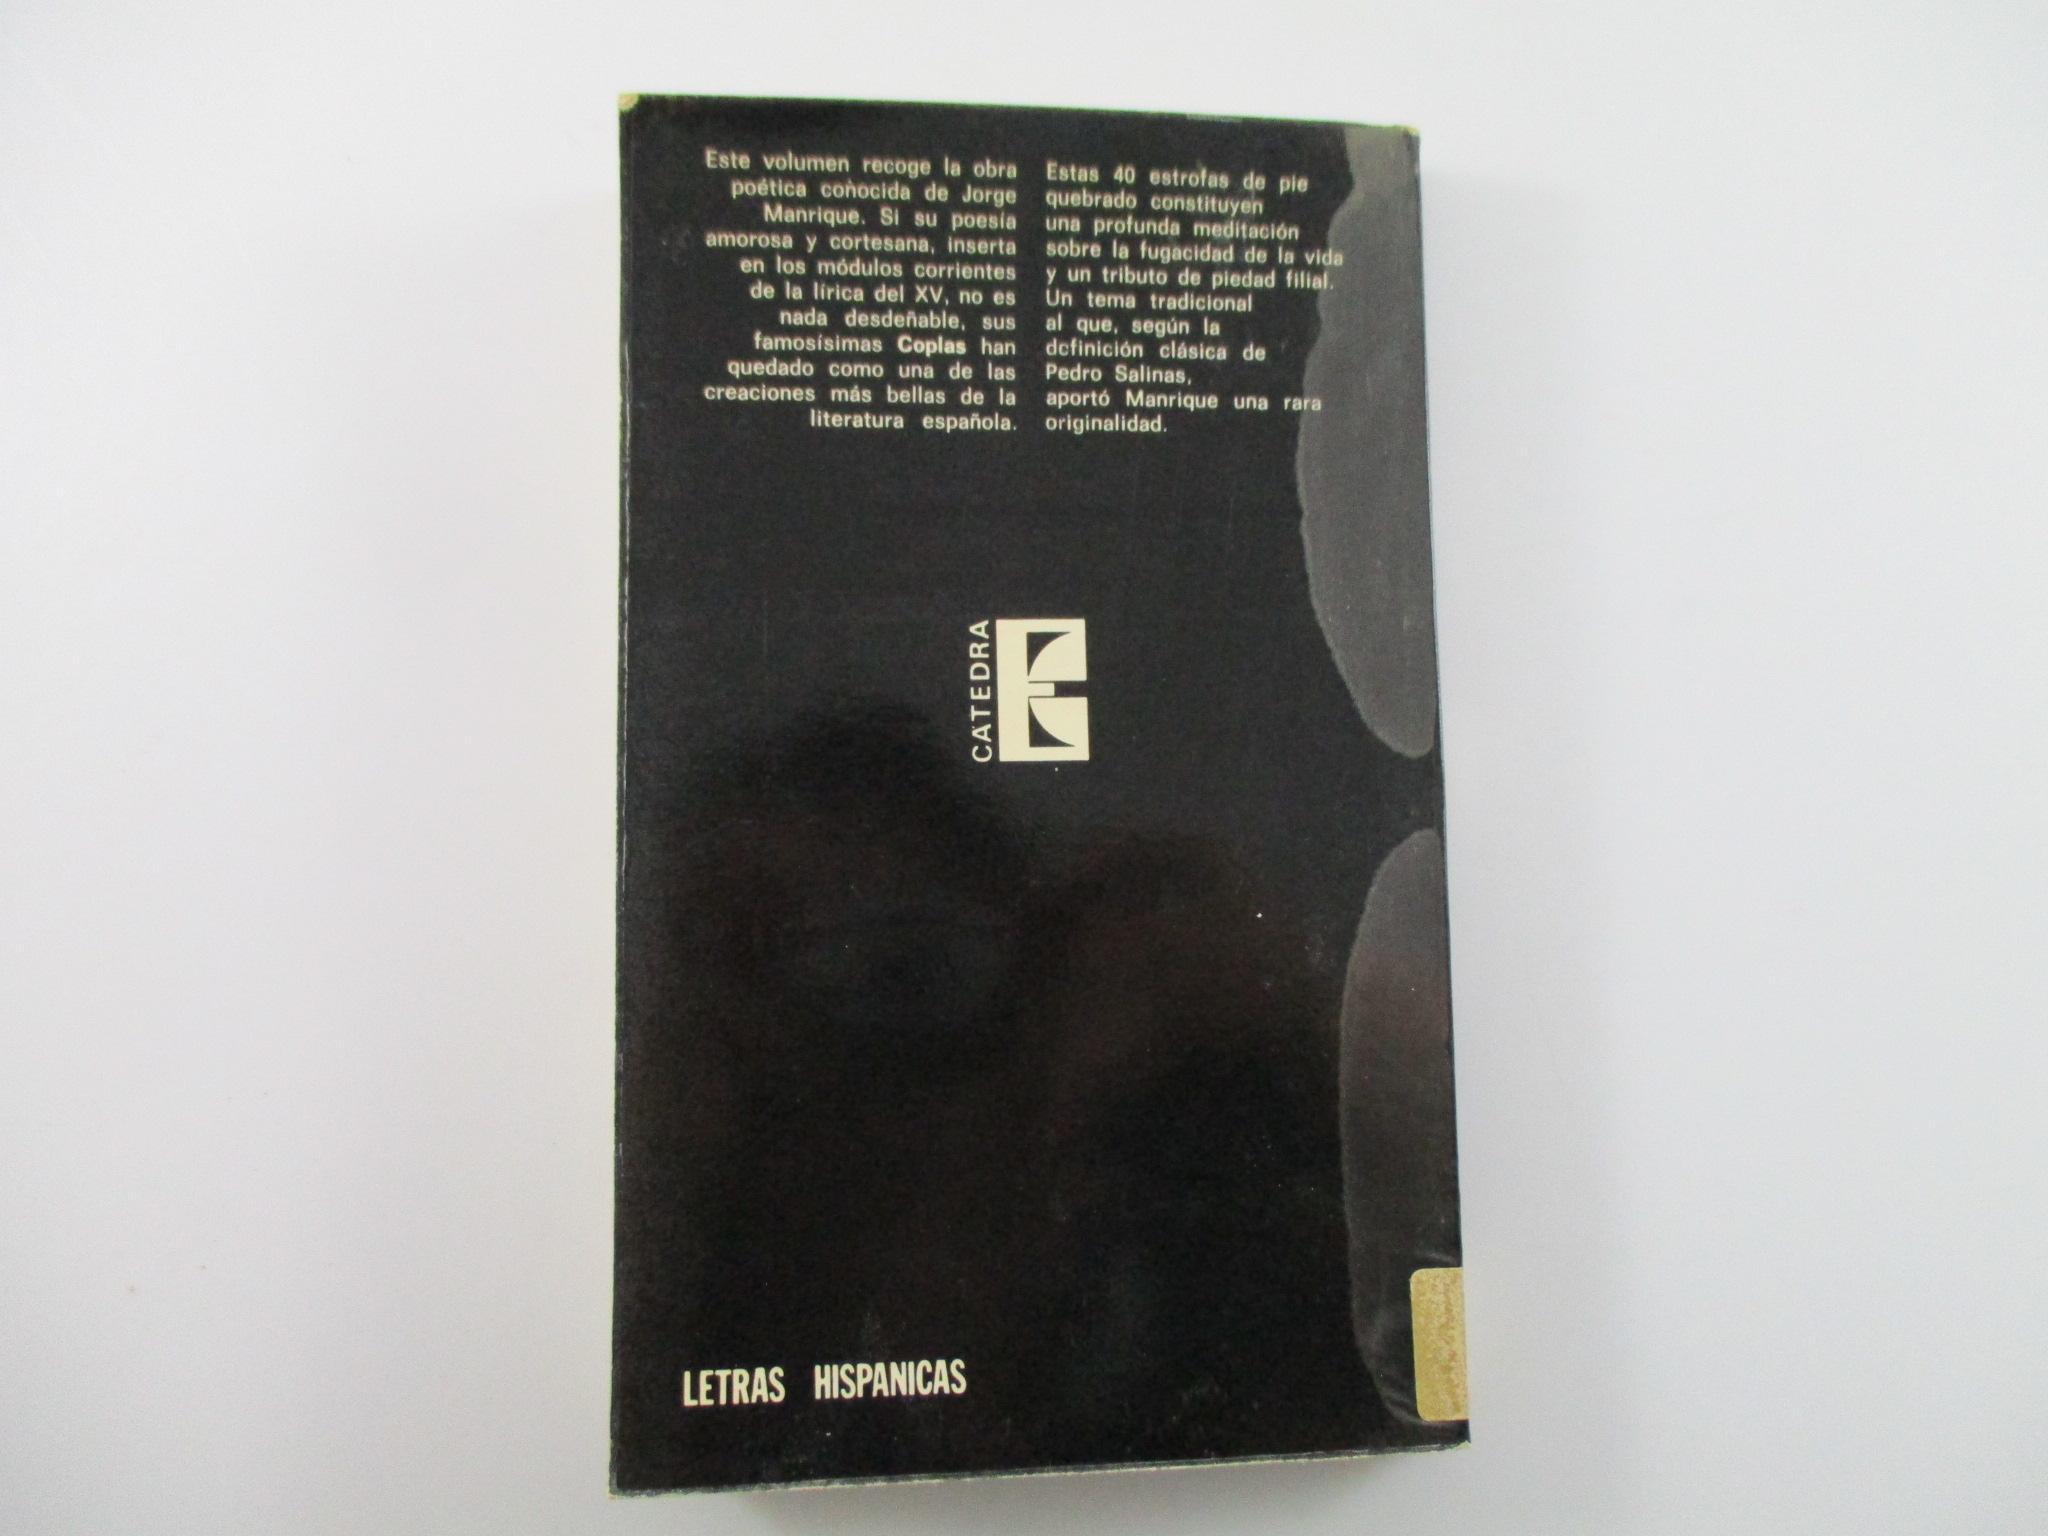 Este volumen recoge la obra
poética conocida de Jorge
Manrique. Si su poesía
amorosa y cortesana, inserta
en los módulos corrientes
de la lírica del XV, no es
nada desdeñable, sus
famosísimas Coplas han
quedado como una de las
creaciones más bellas de la
literatura española.
Estas 40 estrofas de pie
quebrado constituyen
una profunda meditación
sobre la fugacidad de la vida
y un tributo de piedad filial.
Un tema tradicional
al que, según la
definición clásica de
Pedro Salinas,
aportó Manrique una rara
originalidad.
CÁTEDRA
LETRAS HISPANICAS